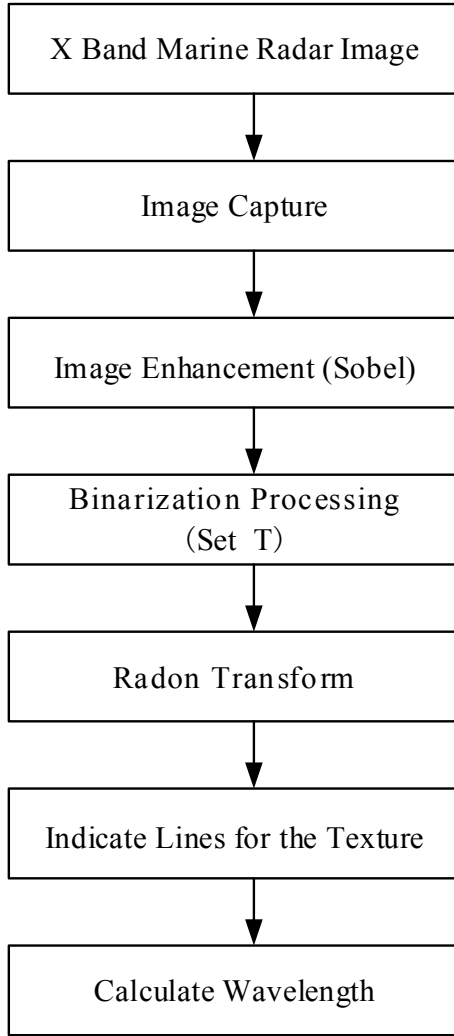 X Band Marine Radar Image
Image Capture
Image Enhancement (Sobel)
Binarization Processing
(Set T)
Radon Transform
Indicate Lines for the Texture
Calculate Wavelength